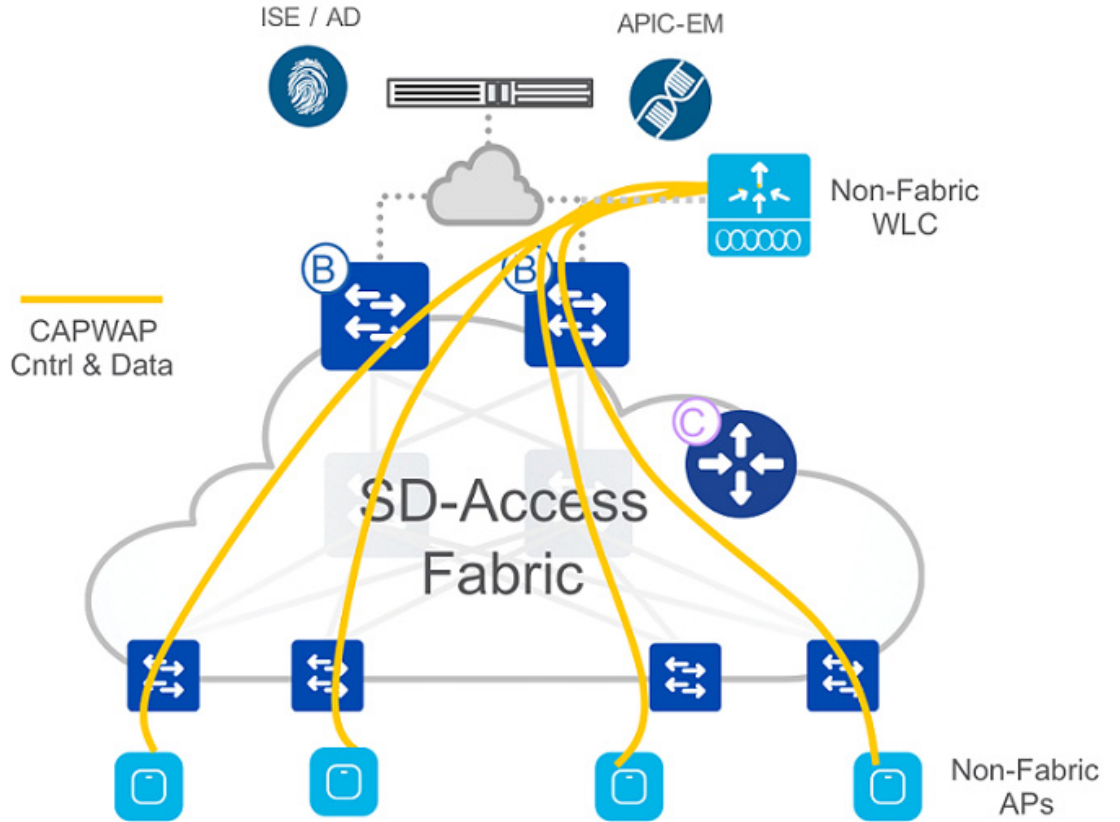 ISE / AD
APIC-EM
Non-Fabric
WLC
B
B
CAPWAP
Cntrl & Data
C
SD-Access
Fabric
Non-Fabric
APs